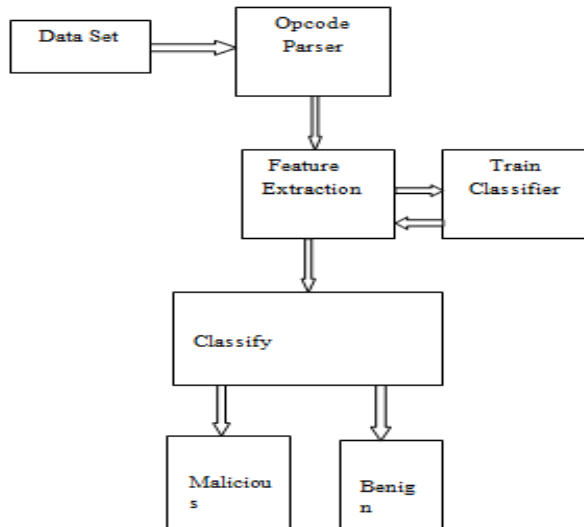 Data Set
Opcode
Parser
Feature
Extraction
Train
Classifier
Classify
Maliciou
s
Benig
n